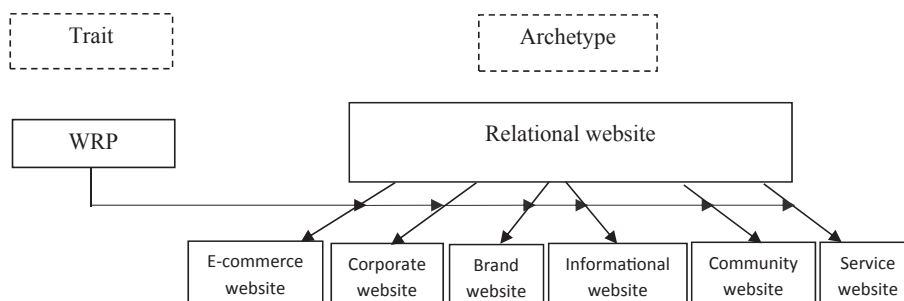 Trait
Archetype
WRP
Relational website
E-commerce
website
Corporate
website
Brand
website
Informational
website
Community
website
Service
website